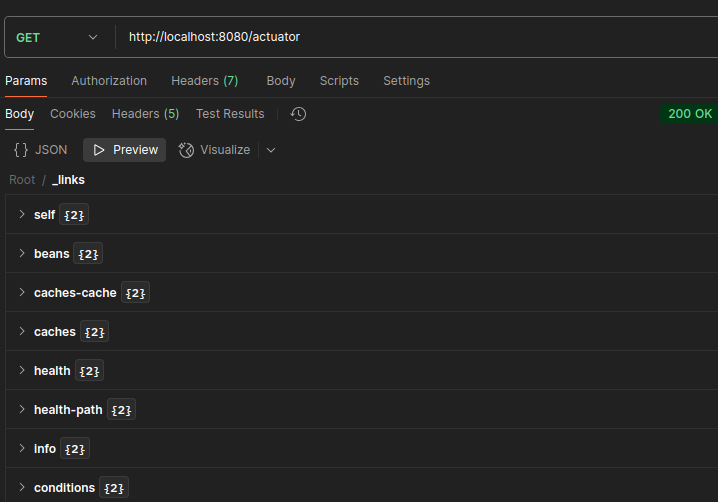 GET http://localhost:8080/actuator
Params Authorization Headers (7) Body Scripts Settings
Body Cookies Headers (5) Test Results 200 OK
{} JSON Preview Visualize
Root / _links
self {2}
beans {2}
caches-cache {2}
caches {2}
health {2}
health-path {2}
info {2}
conditions {2}